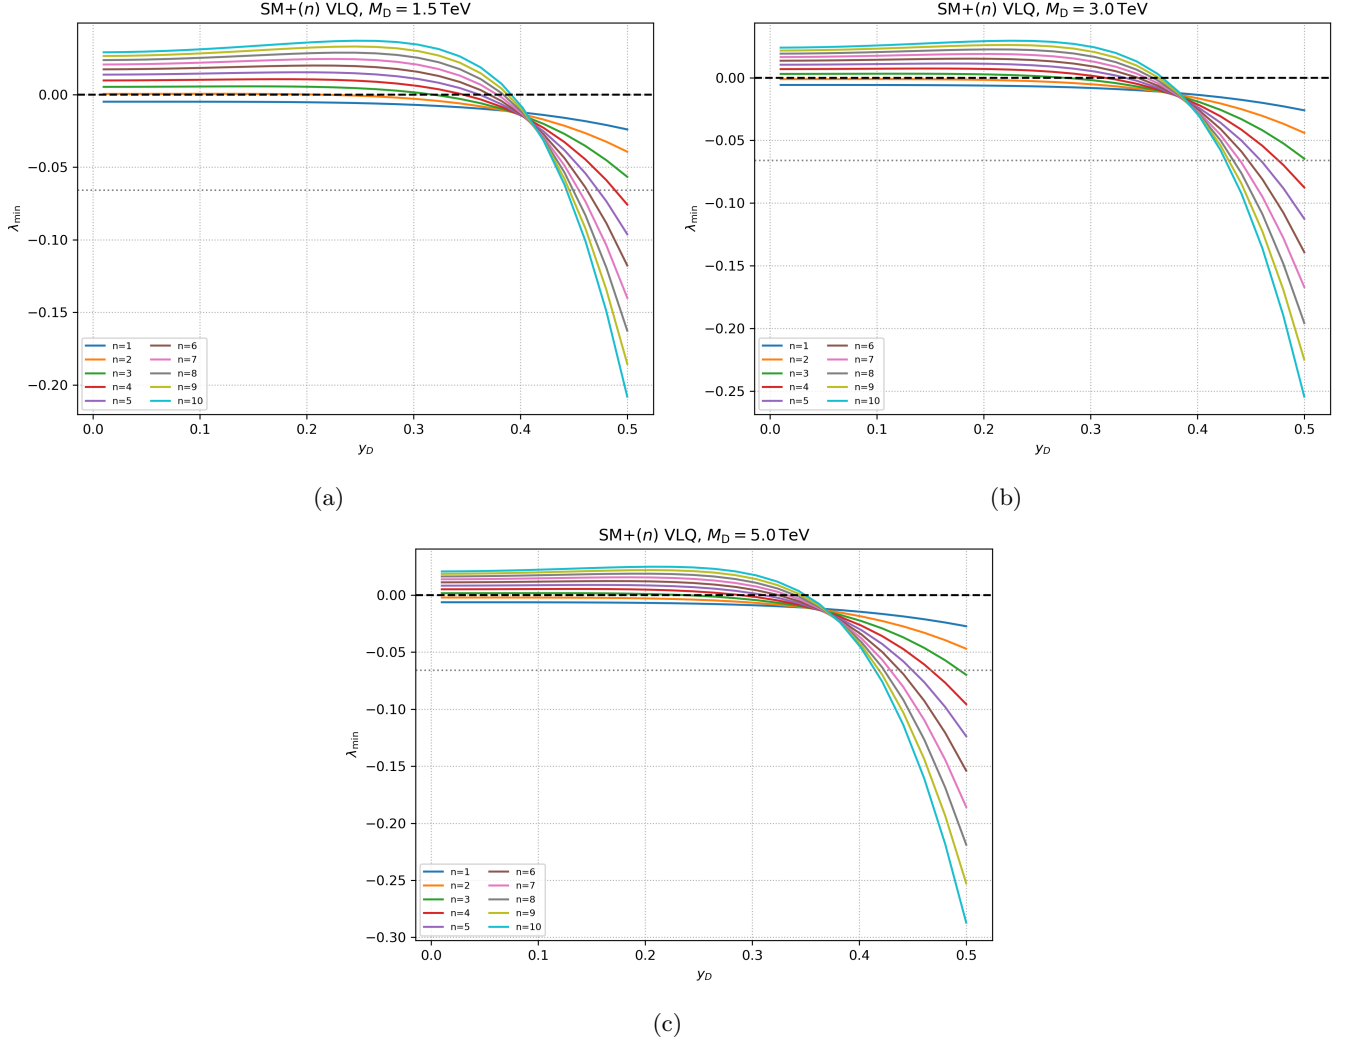 SM+(n) VLQ, M_D = 1.5 TeV
0.00
−0.05
−0.10
−0.15
−0.20
λ_min
n=1 n=6
n=2 n=7
n=3 n=8
n=4 n=9
n=5 n=10
0.0 0.1 0.2 0.3 0.4 0.5
y_D
(a)
SM+(n) VLQ, M_D = 3.0 TeV
0.00
−0.05
−0.10
−0.15
−0.20
−0.25
λ_min
n=1 n=6
n=2 n=7
n=3 n=8
n=4 n=9
n=5 n=10
0.0 0.1 0.2 0.3 0.4 0.5
y_D
(b)
SM+(n) VLQ, M_D = 5.0 TeV
0.00
−0.05
−0.10
−0.15
−0.20
−0.25
−0.30
λ_min
n=1 n=6
n=2 n=7
n=3 n=8
n=4 n=9
n=5 n=10
0.0 0.1 0.2 0.3 0.4 0.5
y_D
(c)